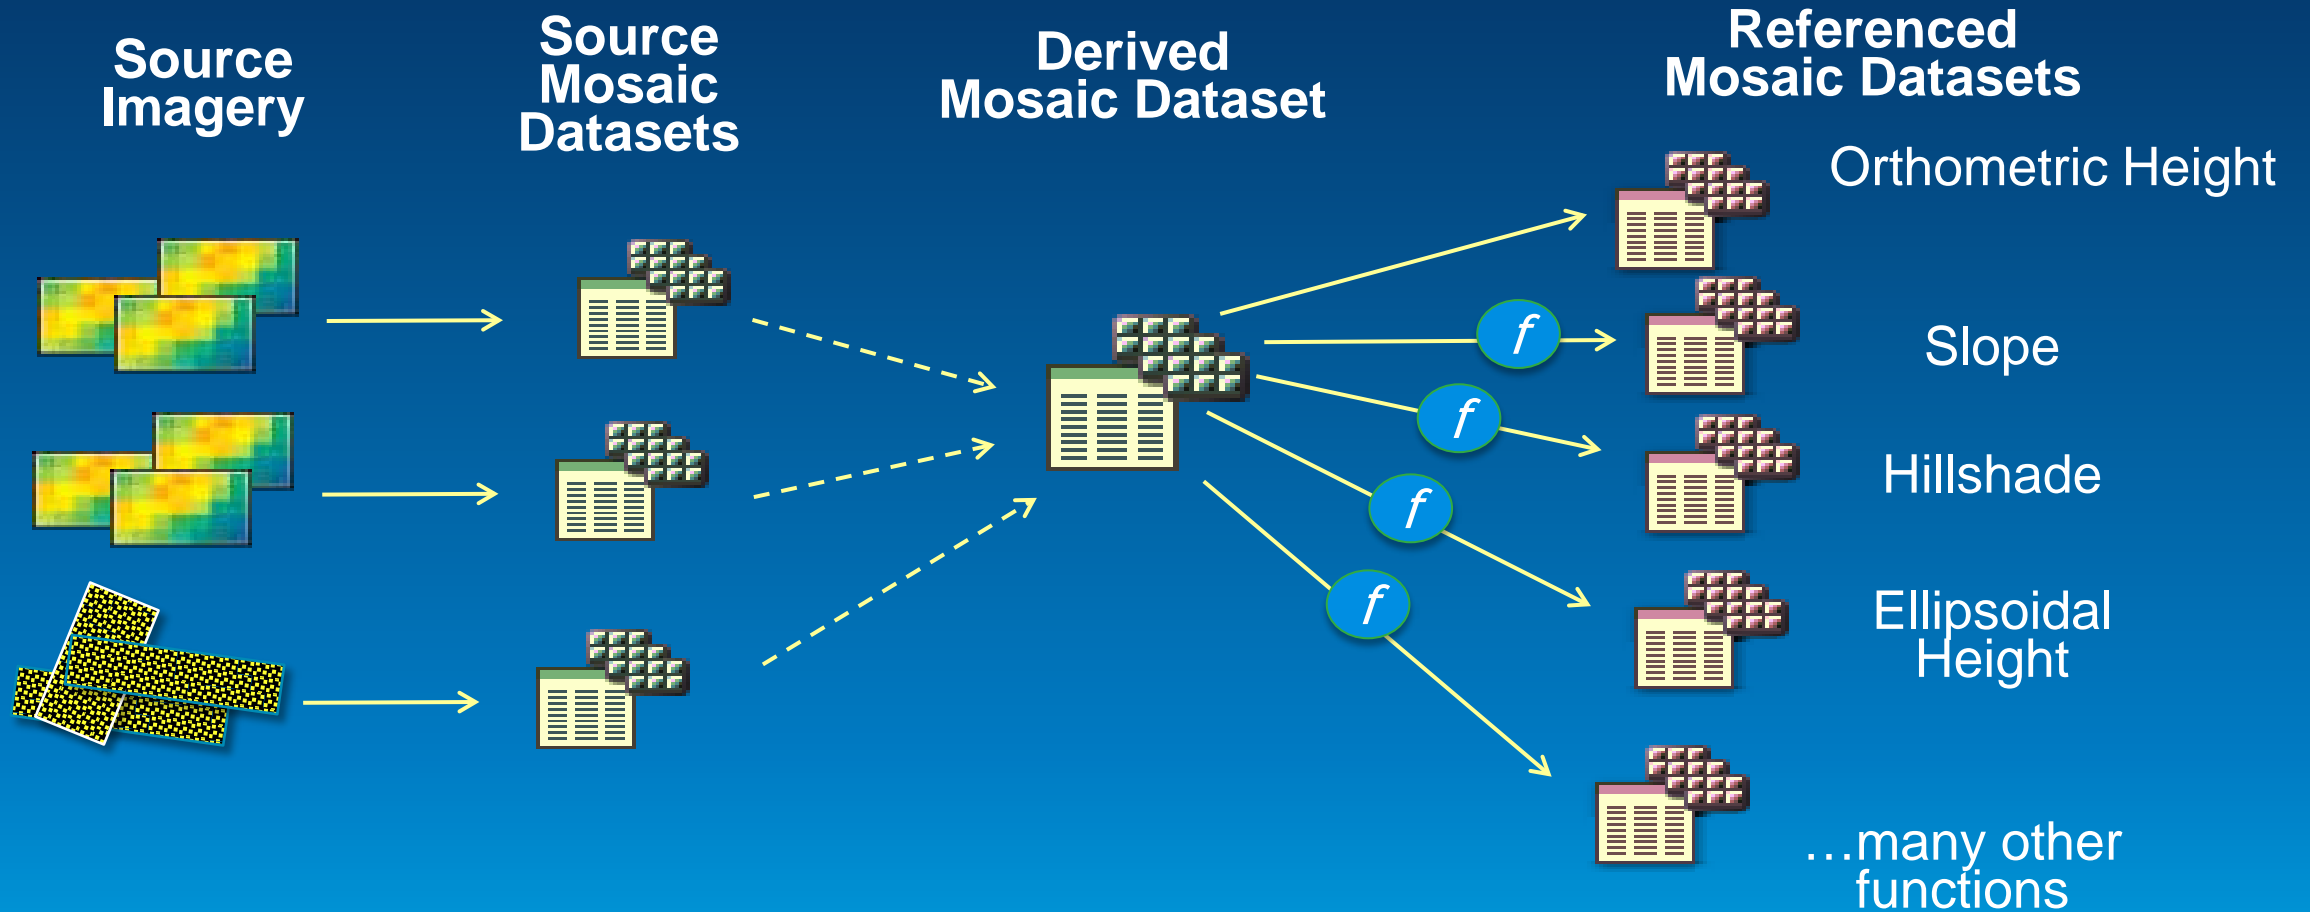 Source
Imagery
Source
Mosaic
Datasets
Derived
Mosaic Dataset
Referenced
Mosaic Datasets
Orthometric Height
f
Slope
f
Hillshade
f
Ellipsoidal
Height
f
…many other
functions